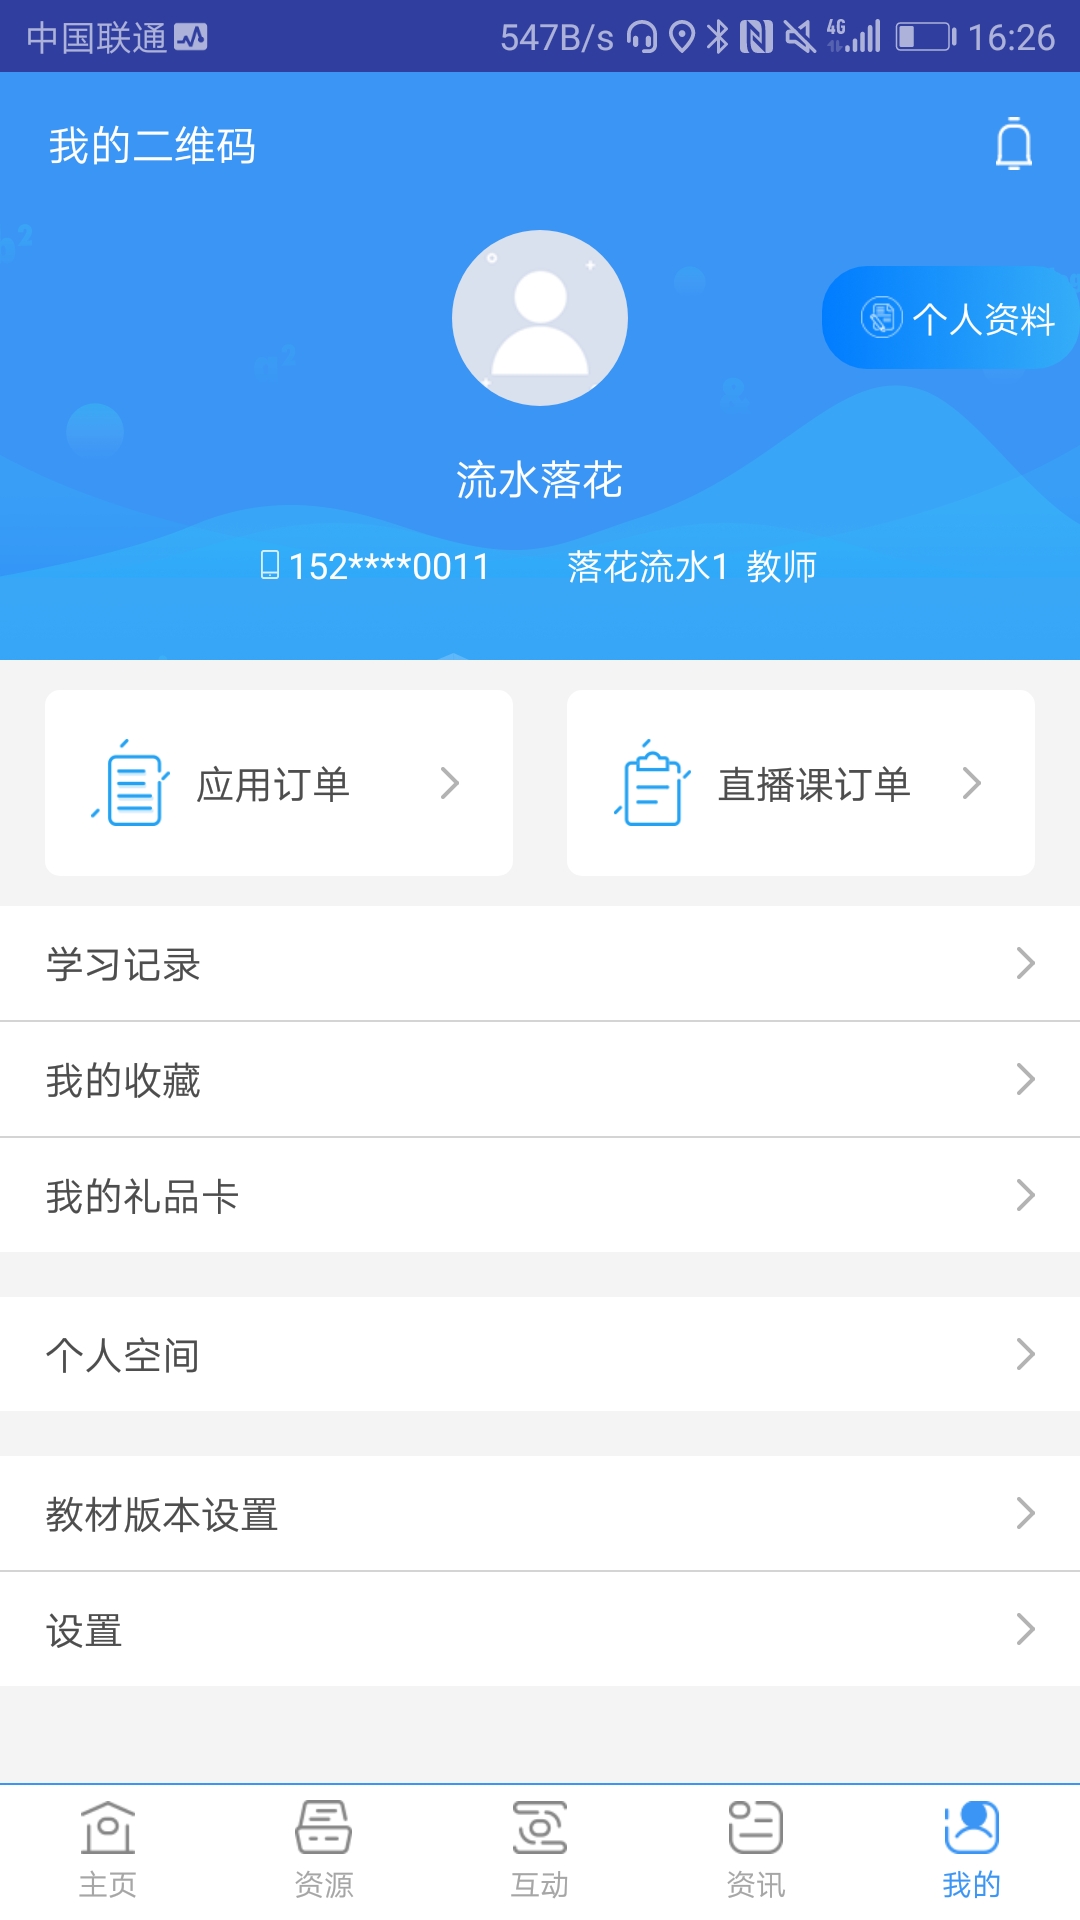 中国联通 547B/s 4G 16:26
我的二维码
个人资料
流水落花
152****0011 落花流水1 教师
应用订单 直播课订单
学习记录
我的收藏
我的礼品卡
个人空间
教材版本设置
设置
主页 资源 互动 资讯 我的